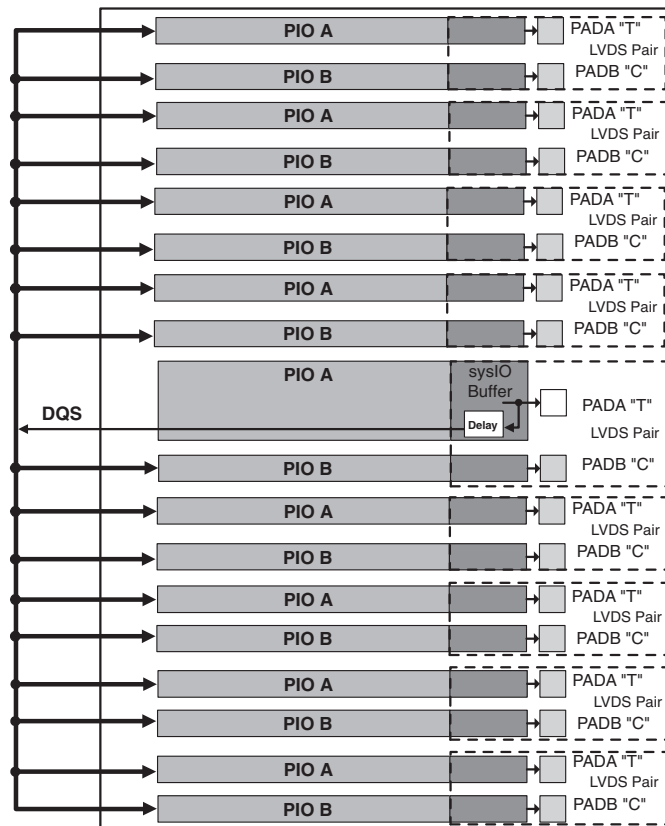 PIO A
PADA "T"
LVDS Pair
PIO B
PADB "C"
PIO A
PADA "T"
LVDS Pair
PIO B
PADB "C"
PIO A
PADA "T"
LVDS Pair
PIO B
PADB "C"
PIO A
PADA "T"
LVDS Pair
PIO B
PADB "C"
PIO A
sysIO
Buffer
DQS
Delay
PADA "T"
LVDS Pair
PIO B
PADB "C"
PIO A
PADA "T"
LVDS Pair
PIO B
PADB "C"
PIO A
PADA "T"
LVDS Pair
PIO B
PADB "C"
PIO A
PADA "T"
LVDS Pair
PIO B
PADB "C"
PIO A
PADA "T"
LVDS Pair
PIO B
PADB "C"